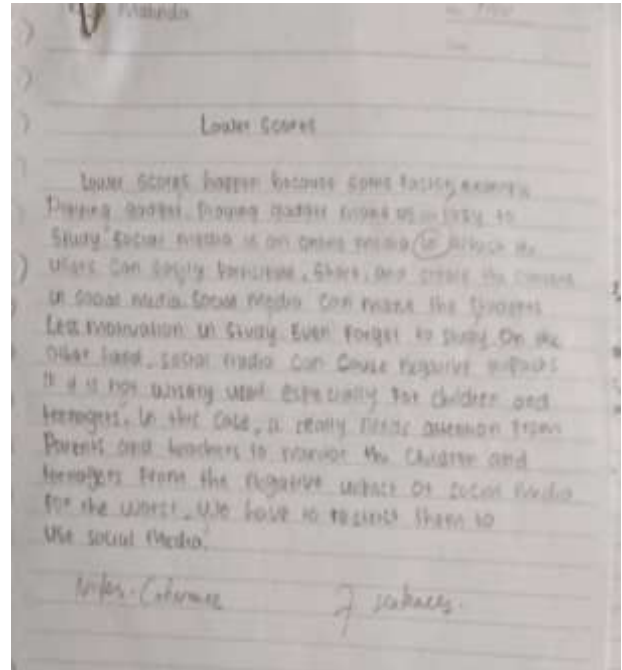 Lower Scores
Lower Scores happen because some factors, example
Playing gadget. Playing gadget make us lazy to
Study. Social media is an online media in which the
users can easily participate, Share, and create the content
in social media. Social Media can make the students
Less motivation in study even forget to study. On the
other hand, social media can cause negative impacts
if it is not wisely used especially for children and
teenagers. In this case, it really needs attention from
Parents and teachers to monitor the Children and
teenagers from the negative impact of social media
for the worst. We have to restrict them to
Use social media.
7 sentences.